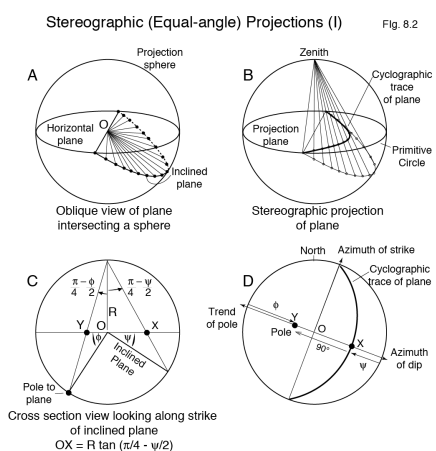 Stereographic (Equal-angle) Projections (I)
FIg. 8.2
A
Projection
sphere
O
Horizontal
plane
Inclined
plane
Oblique view of plane
intersecting a sphere
B
Zenith
Cyclographic
trace
of plane
Projection
plane
Primitive
Circle
Stereographic projection
of plane
C
π - ϕ
4 2
π - ψ
4 2
R
Y
O
X
ϕ
ψ
Inclined
Plane
Pole to
plane
Cross section view looking along strike
of inclined plane
OX = R tan (π/4 - ψ/2)
D
North
Azimuth of strike
Cyclographic
trace of plane
ϕ
Trend
of pole
Y
Pole
O
X
90°
ψ
Azimuth
of dip